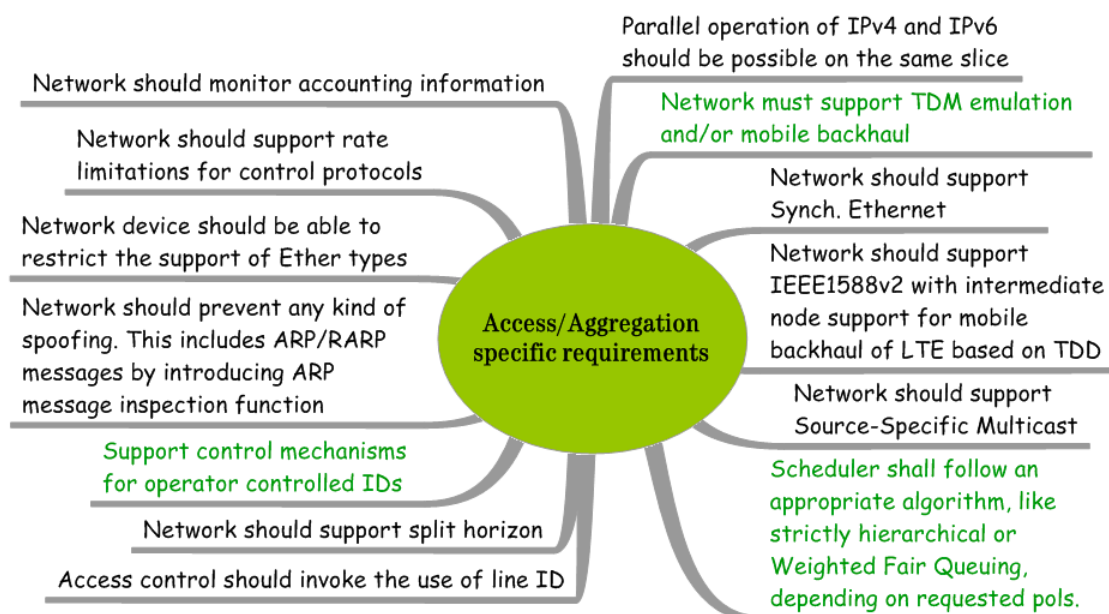 Network should monitor accounting information
Network should support rate
limitations for control protocols
Network device should be able to
restrict the support of Ether types
Network should prevent any kind of
spoofing. This includes ARP/RARP
messages by introducing ARP
message inspection function
Support control mechanisms
for operator controlled IDs
Network should support split horizon
Access control should invoke the use of line ID
Access/Aggregation
specific requirements
Parallel operation of IPv4 and IPv6
should be possible on the same slice
Network must support TDM emulation
and/or mobile backhaul
Network should support
Synch. Ethernet
Network should support
IEEE1588v2 with intermediate
node support for mobile
backhaul of LTE based on TDD
Network should support
Source-Specific Multicast
Scheduler shall follow an
appropriate algorithm, like
strictly hierarchical or
Weighted Fair Queuing,
depending on requested pols.